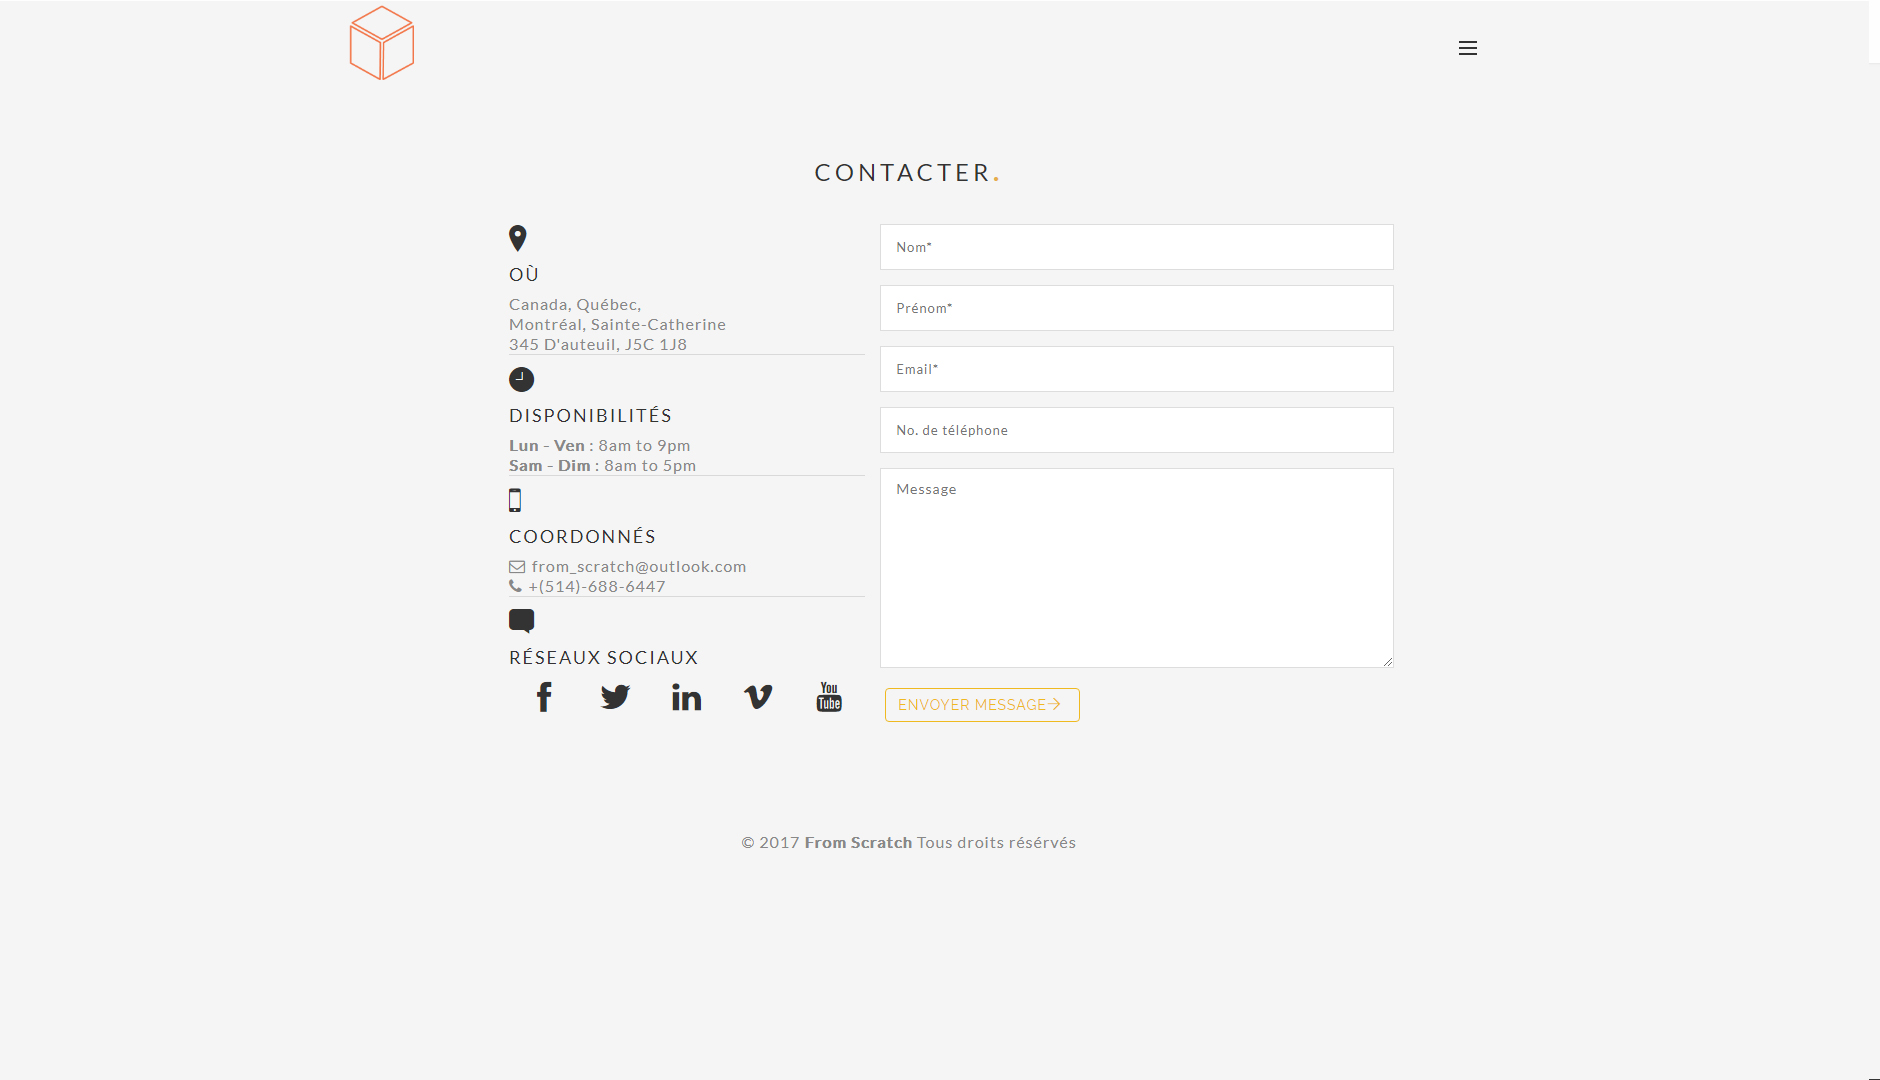 CONTACTER.
OÙ
Canada, Québec,
Montréal, Sainte-Catherine
345 D'auteuil, J5C 1J8
DISPONIBILITÉS
Lun - Ven : 8am to 9pm
Sam - Dim : 8am to 5pm
COORDONNÉS
from_scratch@outlook.com
+(514)-688-6447
RÉSEAUX SOCIAUX
You
Tube
Nom*
Prénom*
Email*
No. de téléphone
Message
ENVOYER MESSAGE
© 2017 From Scratch Tous droits résérvés